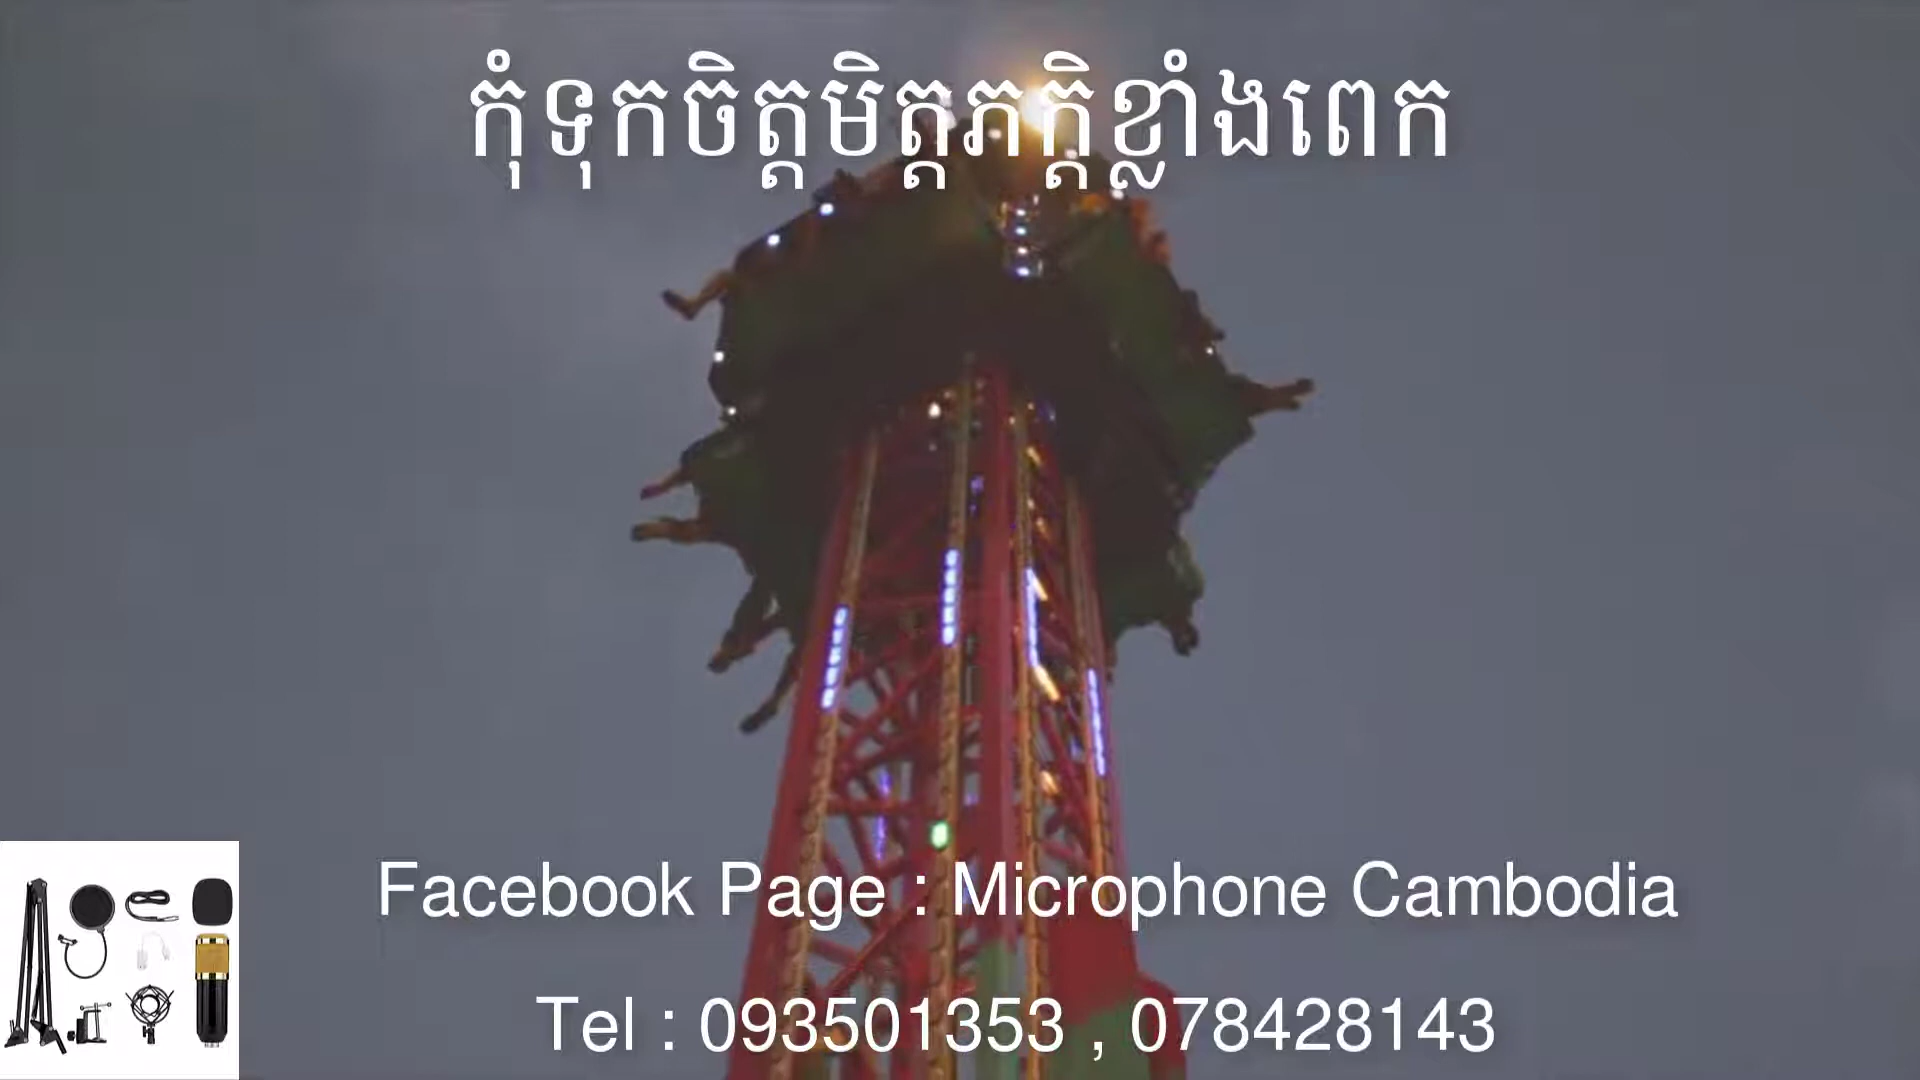 កុំទុកចិត្តមិត្តភក្តិខ្លាំងពេក
Facebook Page : Microphone Cambodia
Tel : 093501353 , 078428143